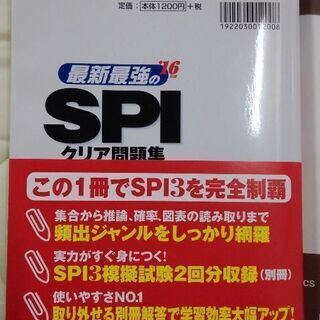 定価:本体1200円+税
1922030012008
最新最強の'16
SPI
クリア問題集
この1冊でSPI3を完全制覇
集合から推論、確率、図表の読み取りまで
頻出ジャンルをしっかり網羅
実力がすぐ身につく!
SPI3模擬試験2回分収録(別冊)
使いやすさNO.1
取り外せる別冊解答で学習効率大幅アップ!
CS